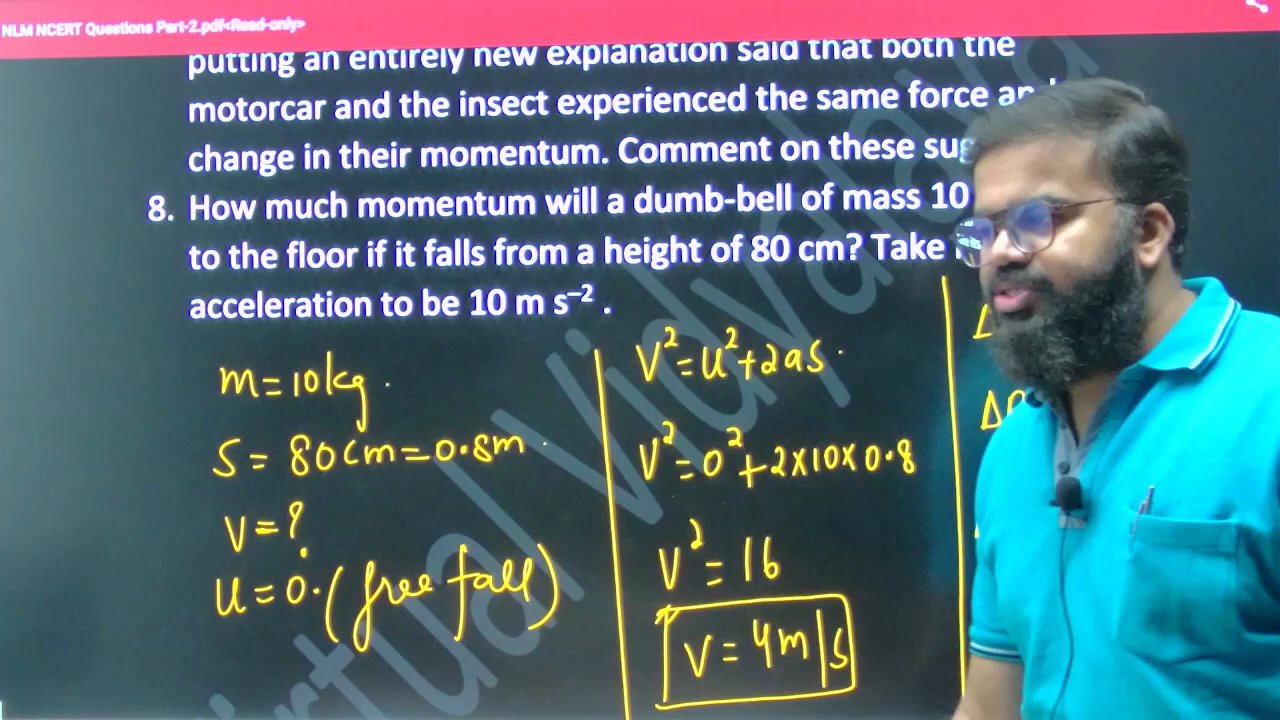 NLM NCERT Questions Part-2.pdf<Read-only>
putting an entirely new explanation said that both the
motorcar and the insect experienced the same force and
change in their momentum. Comment on these
8. How much momentum will a dumb-bell of mass 10
to the floor if it falls from a height of 80 cm? Take
acceleration to be 10 m s⁻² .
m=10kg.
S = 80cm=0.8m.
V=?
u=0.(free fall)
V²=u²+2as.
V²=0²+2×10×0.8
V²=16
V=4m/s
Virtual Vidyalaya